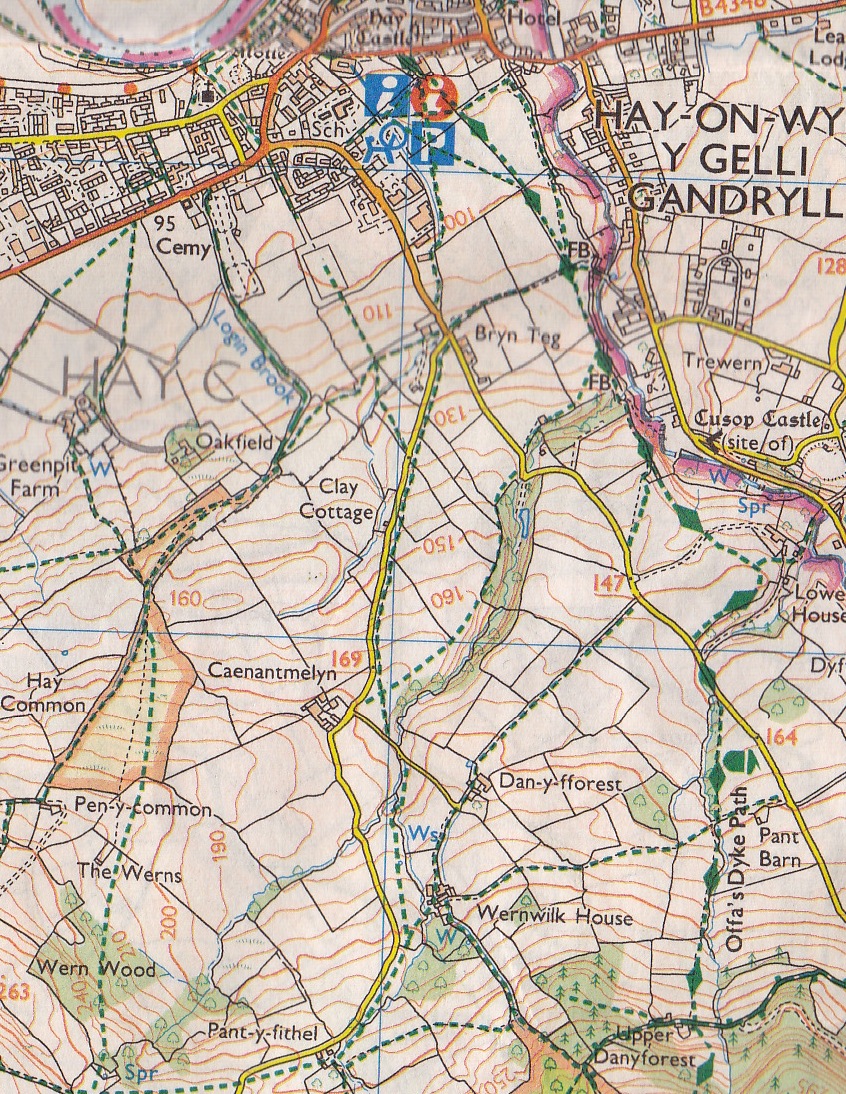 B4348
Hotel
Hay
Castle
Motte
Sch
HAY-ON-WY
Y GELLI
GANDRYLL
100
95
Cemy
FB
128
110
Bryn Teg
Login Brook
HAY C
Trewern
FB
130
Cusop Castle
(site of)
Oakfield
Greenpit
Farm
W
W
Spr
Clay
Cottage
150
147
160
160
Lowe
House
169
Caenantmelyn
Hay
Common
Dyf
164
Dan-y-fforest
Pen-y-common
190
Ws
Offa's Dyke Path
Pant
Barn
The Werns
200
210
Wernwilk House
W
Wern Wood
240
263
Pant-y-fithel
Upper
Danyforest
Spr
250